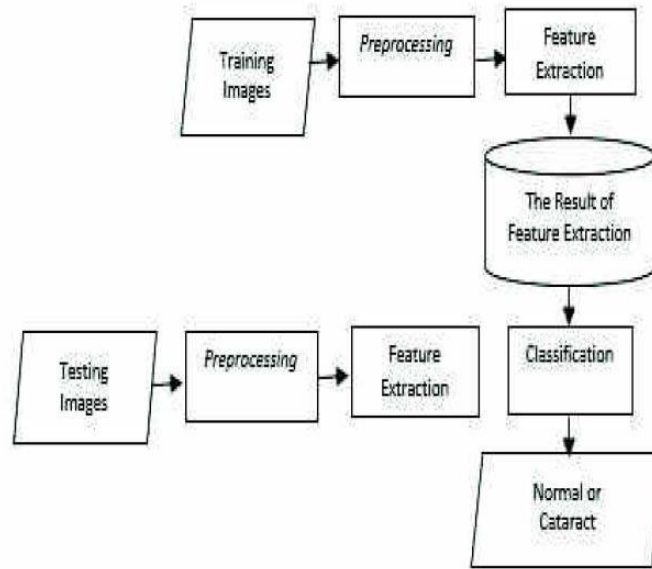 Training
Images
Preprocessing
Feature
Extraction
The Result of
Feature Extraction
Testing
Images
Preprocessing
Feature
Extraction
Classification
Normal or
Cataract